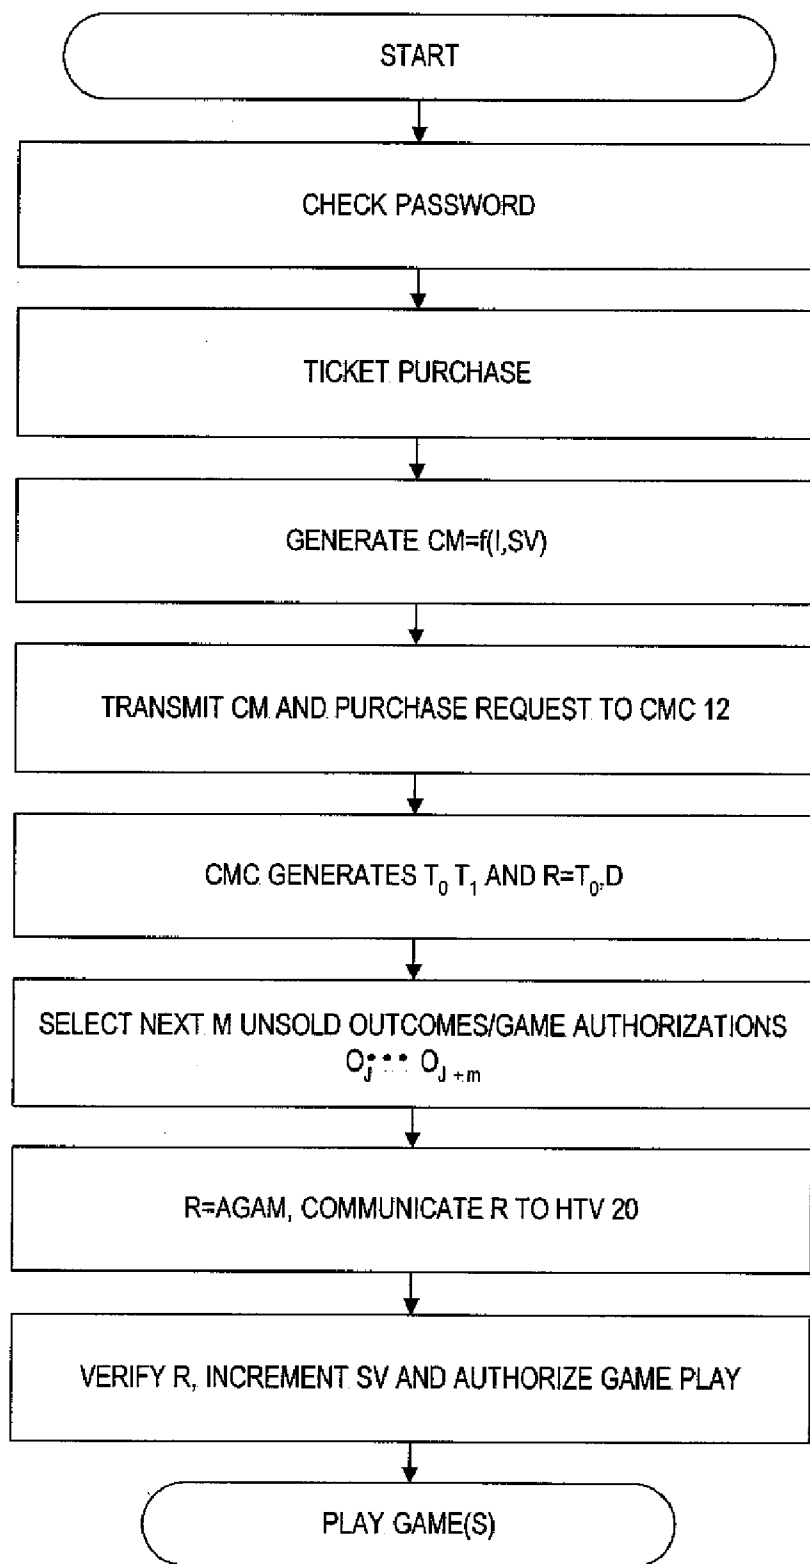 START
CHECK PASSWORD
TICKET PURCHASE
GENERATE CM=f(I,SV)
TRANSMIT CM AND PURCHASE REQUEST TO CMC 12
CMC GENERATES T₀ T₁ AND R=T₀,D
SELECT NEXT M UNSOLD OUTCOMES/GAME AUTHORIZATIONS
O_J ••• O_J+m
R=AGAM, COMMUNICATE R TO HTV 20
VERIFY R, INCREMENT SV AND AUTHORIZE GAME PLAY
PLAY GAME(S)